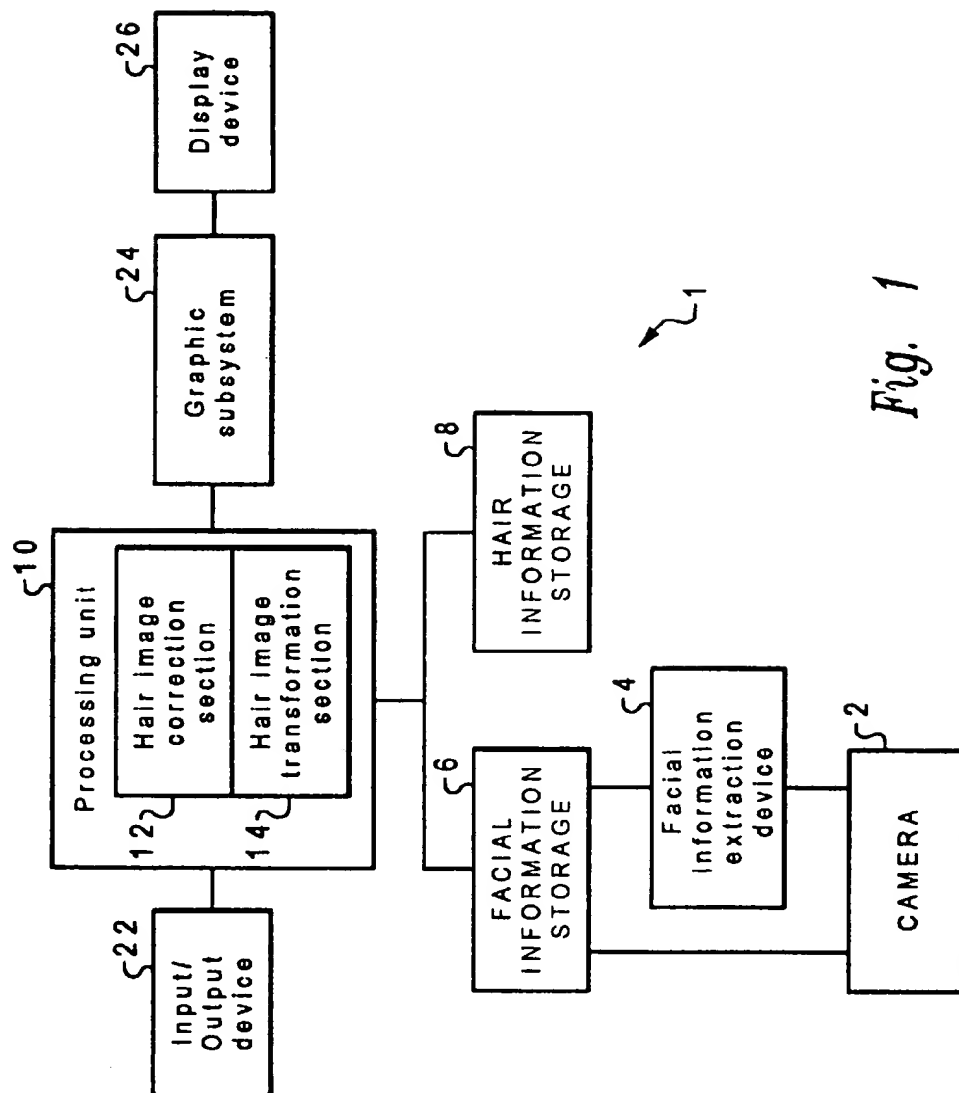 10
Processing unit
22
Input/
Output
device
12
Hair image
correction
section
14
Hair image
transformation
section
24
Graphic
subsystem
26
Display
device
6
FACIAL
INFORMATION
STORAGE
8
HAIR
INFORMATION
STORAGE
4
Facial
information
extraction
device
2
CAMERA
1
Fig. 1